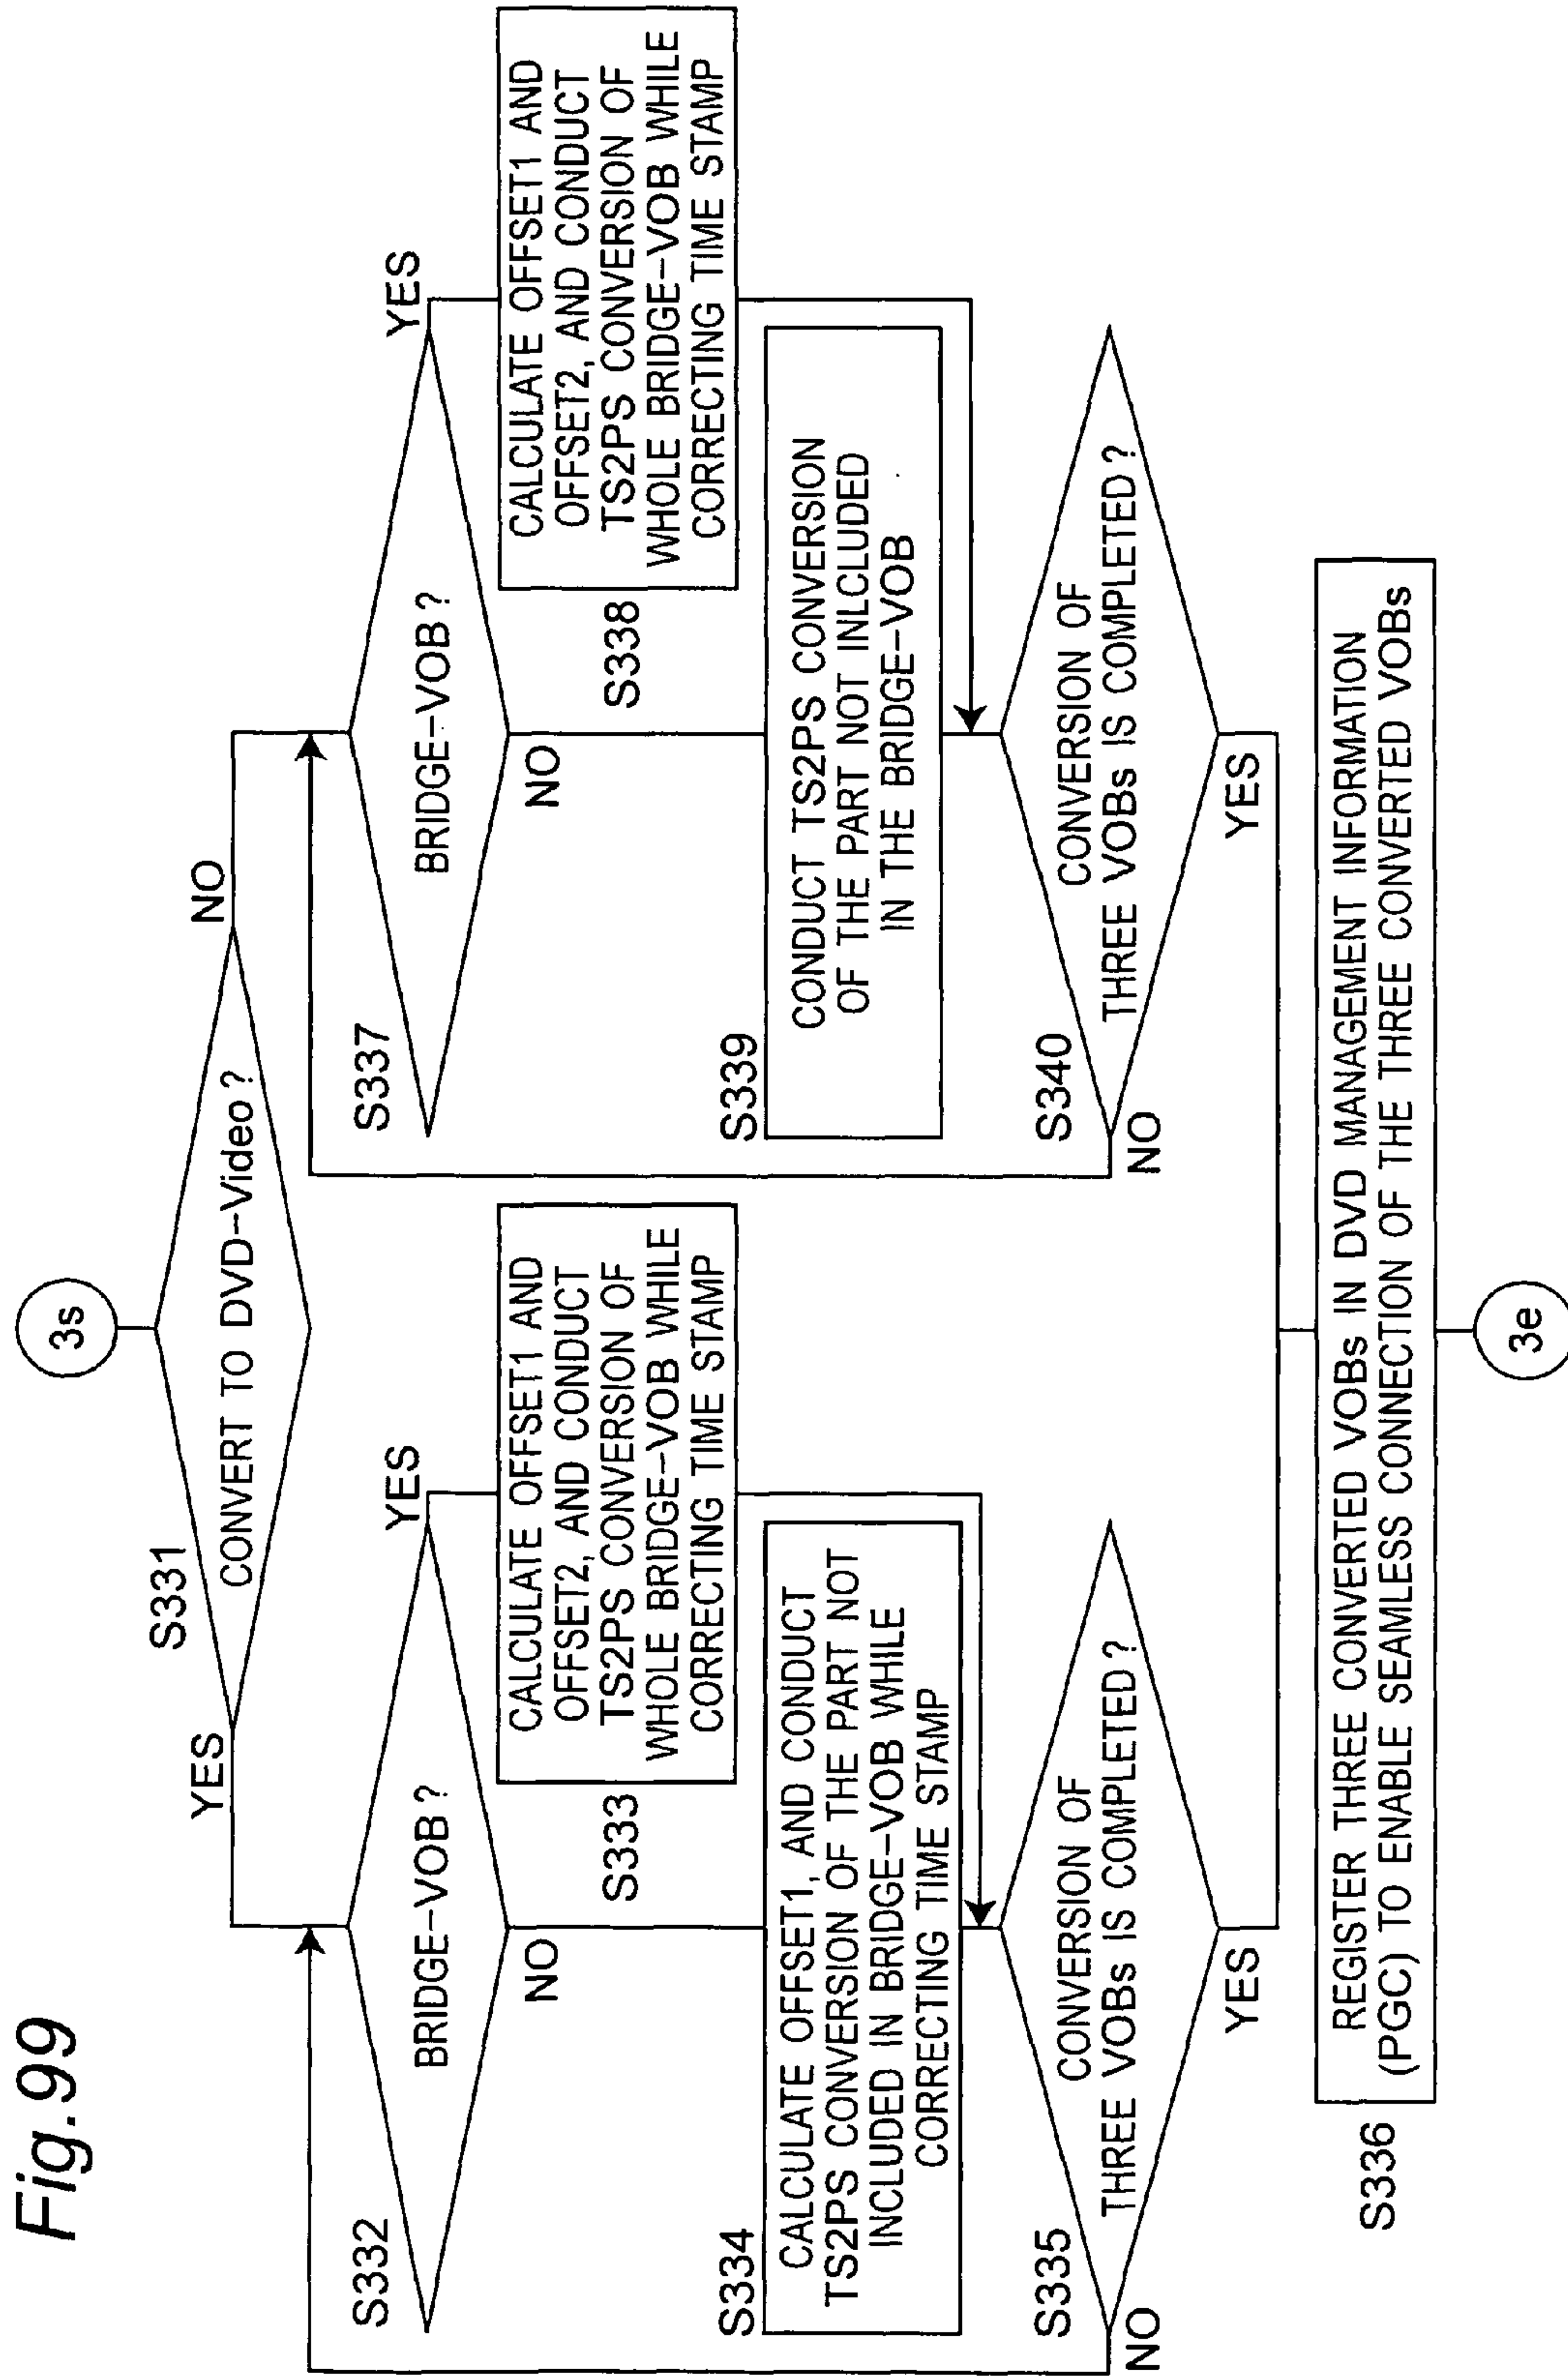 Fig.99
3s
S331
CONVERT TO DVD-Video ?
YES
NO
S332
BRIDGE-VOB ?
YES
NO
S333
CALCULATE OFFSET1 AND
OFFSET2, AND CONDUCT
TS2PS CONVERSION OF
WHOLE BRIDGE-VOB WHILE
CORRECTING TIME STAMP
S334
CALCULATE OFFSET1, AND CONDUCT
TS2PS CONVERSION OF THE PART NOT
INCLUDED IN BRIDGE-VOB WHILE
CORRECTING TIME STAMP
S335
CONVERSION OF
THREE VOBs IS COMPLETED ?
NO
YES
S337
BRIDGE-VOB ?
YES
NO
S338
CALCULATE OFFSET1 AND
OFFSET2, AND CONDUCT
TS2PS CONVERSION OF
WHOLE BRIDGE-VOB WHILE
CORRECTING TIME STAMP
S339
CONDUCT TS2PS CONVERSION
OF THE PART NOT INLCLUDED
IN THE BRIDGE-VOB
S340
CONVERSION OF
THREE VOBs IS COMPLETED ?
NO
YES
S336
REGISTER THREE CONVERTED VOBs IN DVD MANAGEMENT INFORMATION
(PGC) TO ENABLE SEAMLESS CONNECTION OF THE THREE CONVERTED VOBs
3e